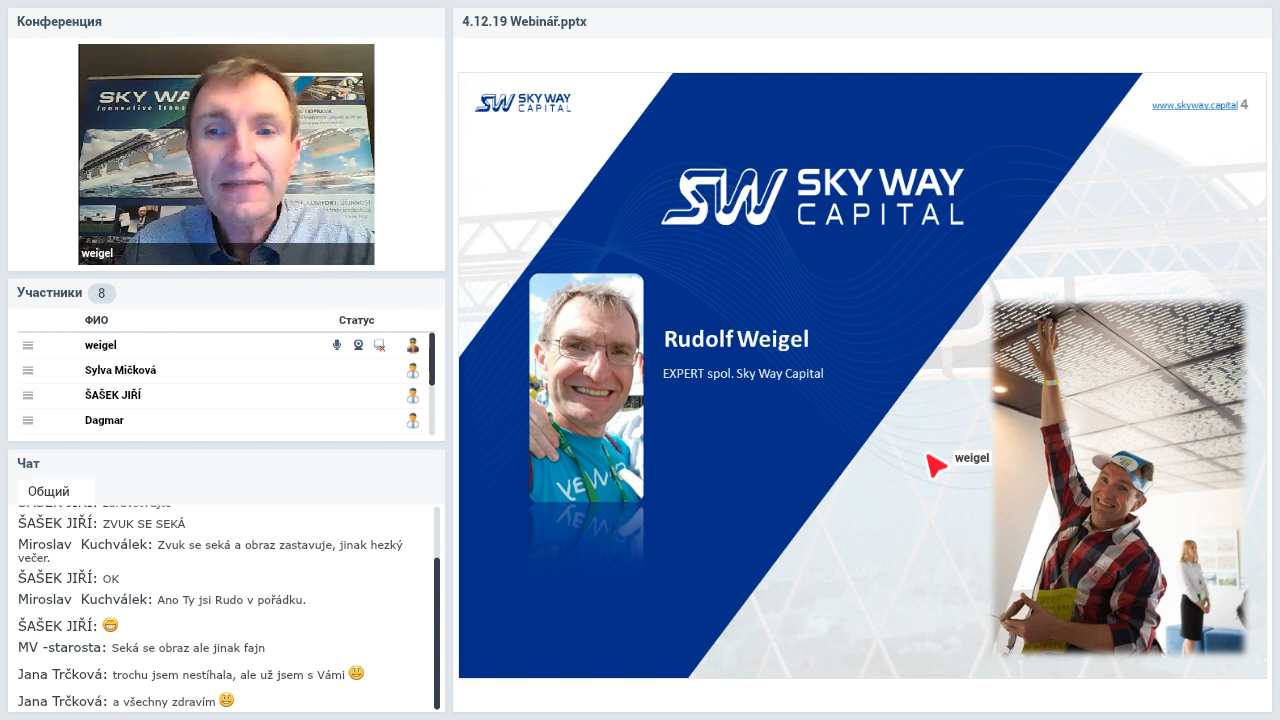 Конференция
SKY WA
weigel
Участники 8
ФИО Статус
weigel
Sylva Mičková
ŠAŠEK JIŘÍ
Dagmar
Чат
Общий
ŠAŠEK JIŘÍ: ZVUK SE SEKÁ
Miroslav Kuchválek: Zvuk se seká a obraz zastavuje, jinak hezký
večer.
ŠAŠEK JIŘÍ: OK
Miroslav Kuchválek: Ano Ty jsi Rudo v pořádku.
ŠAŠEK JIŘÍ:
MV -starosta: Seká se obraz ale jinak fajn
Jana Trčková: trochu jsem nestíhala, ale už jsem s Vámi
Jana Trčková: a všechny zdravím
4.12.19 Webinář.pptx
SW SKY WAY
CAPITAL
www.skyway.capital 4
SW SKY WAY
CAPITAL
Rudolf Weigel
EXPERT spol. Sky Way Capital
weigel